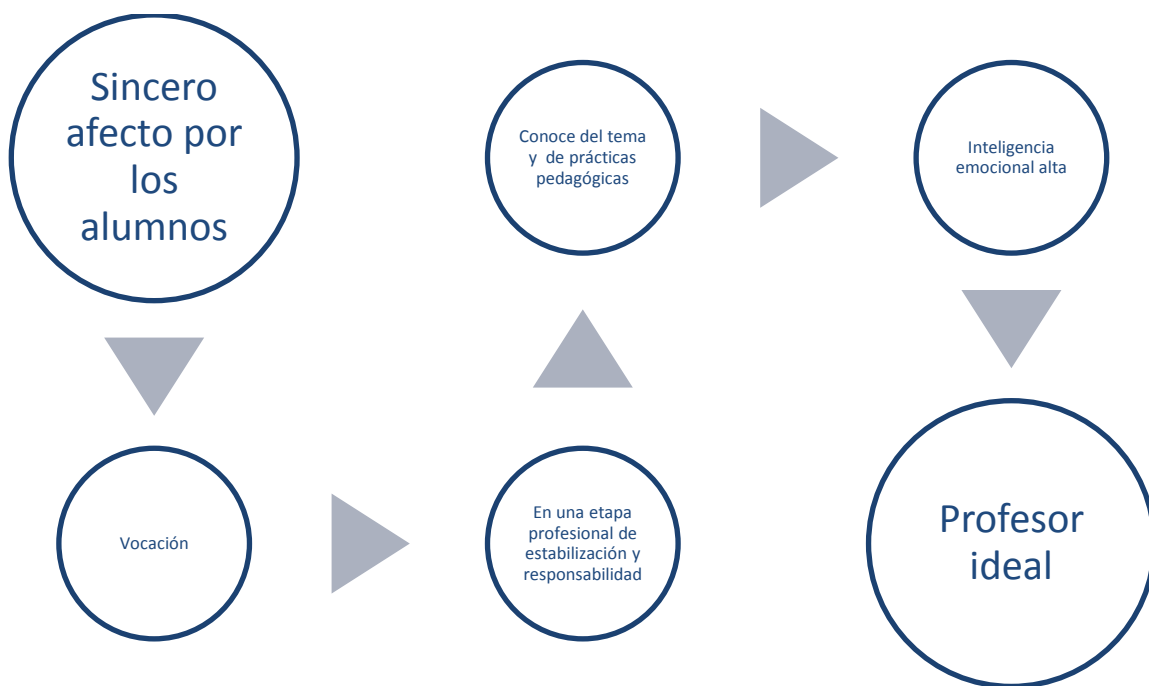 Sincero
afecto por
los
alumnos
Vocación
En una etapa
profesional de
estabilización y
responsabilidad
Conoce del tema
y de prácticas
pedagógicas
Inteligencia
emocional alta
Profesor
ideal